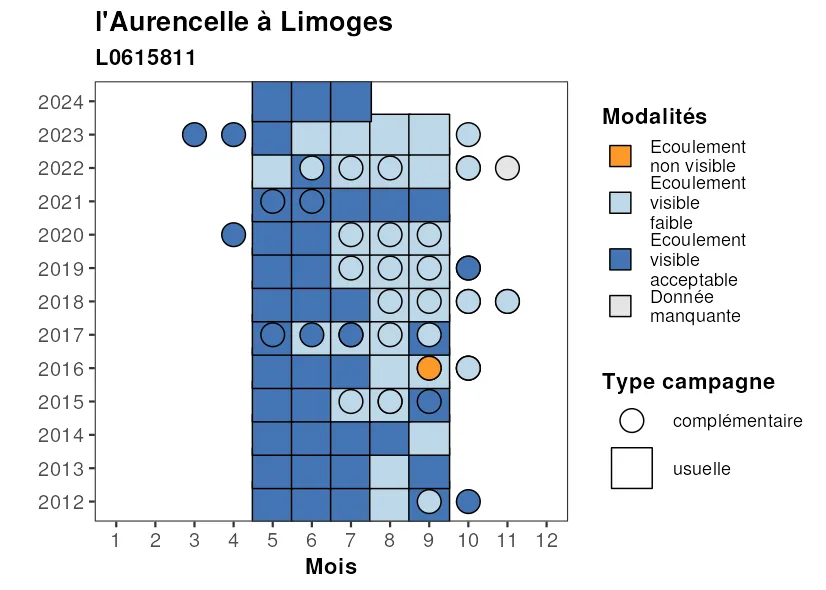 l'Aurencelle à Limoges
L0615811
2024
2023
2022
2021
2020
2019
2018
2017
2016
2015
2014
2013
2012
1 2 3 4 5 6 7 8 9 10 11 12
Mois
Modalités
Ecoulement
non visible
Ecoulement
visible
faible
Ecoulement
visible
acceptable
Donnée
manquante
Type campagne
complémentaire
usuelle